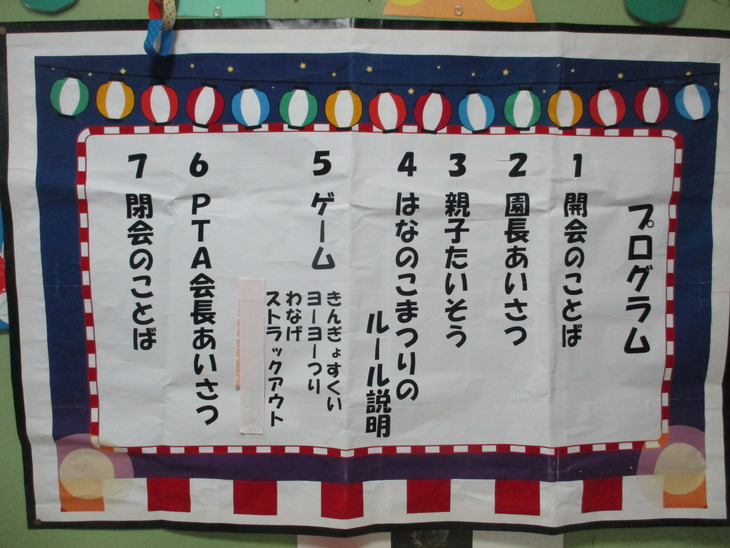 プログラム
1 開会のことば
2 園長あいさつ
3 親子たいそう
4 はなのこまつりの
ルール説明
5 ゲーム
きんぎょすくい
ヨーヨーつり
わなげ
ストラックアウト
6 PTA会長あいさつ
7 閉会のことば